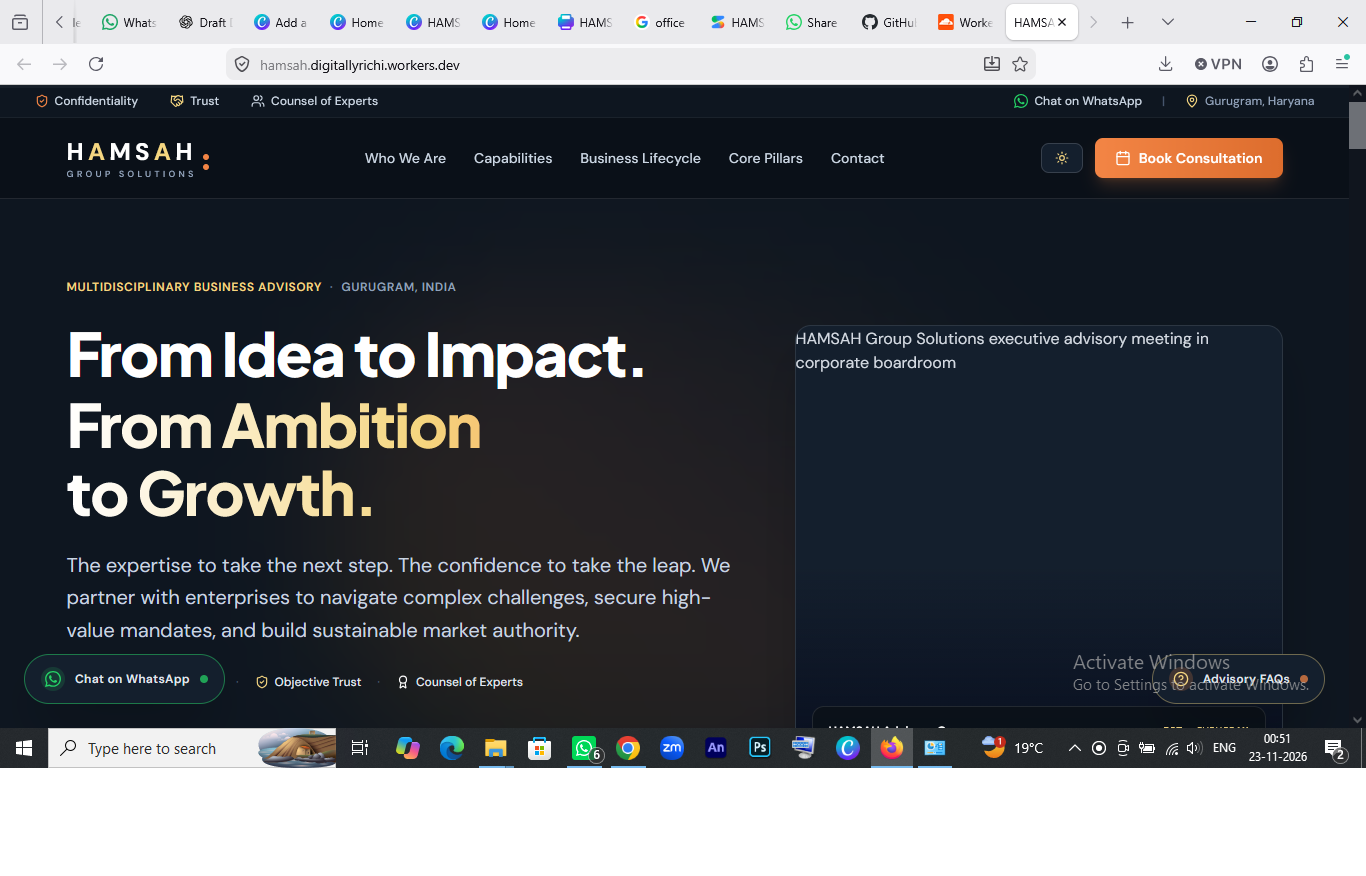 Whats
Draft
Add a
Home
HAMS
Home
HAMS
office
HAMS
Share
GitHu
Worke
HAMSA
hamsah.digitallyrichi.workers.dev
VPN
Confidentiality
Trust
Counsel of Experts
Chat on WhatsApp
|
Gurugram, Haryana
HAMSAH
GROUP SOLUTIONS
Who We Are
Capabilities
Business Lifecycle
Core Pillars
Contact
Book Consultation
MULTIDISCIPLINARY BUSINESS ADVISORY · GURUGRAM, INDIA
From Idea to Impact.
From Ambition
to Growth.
The expertise to take the next step. The confidence to take the leap. We
partner with enterprises to navigate complex challenges, secure high-
value mandates, and build sustainable market authority.
HAMSAH Group Solutions executive advisory meeting in
corporate boardroom
Chat on WhatsApp
· Objective Trust
· Counsel of Experts
Activate Windows
Go to Settings to activate Windows.
Advisory FAQs
Type here to search
6
zm
An
Ps
1
19°C
ENG
00:51
23-11-2026
2